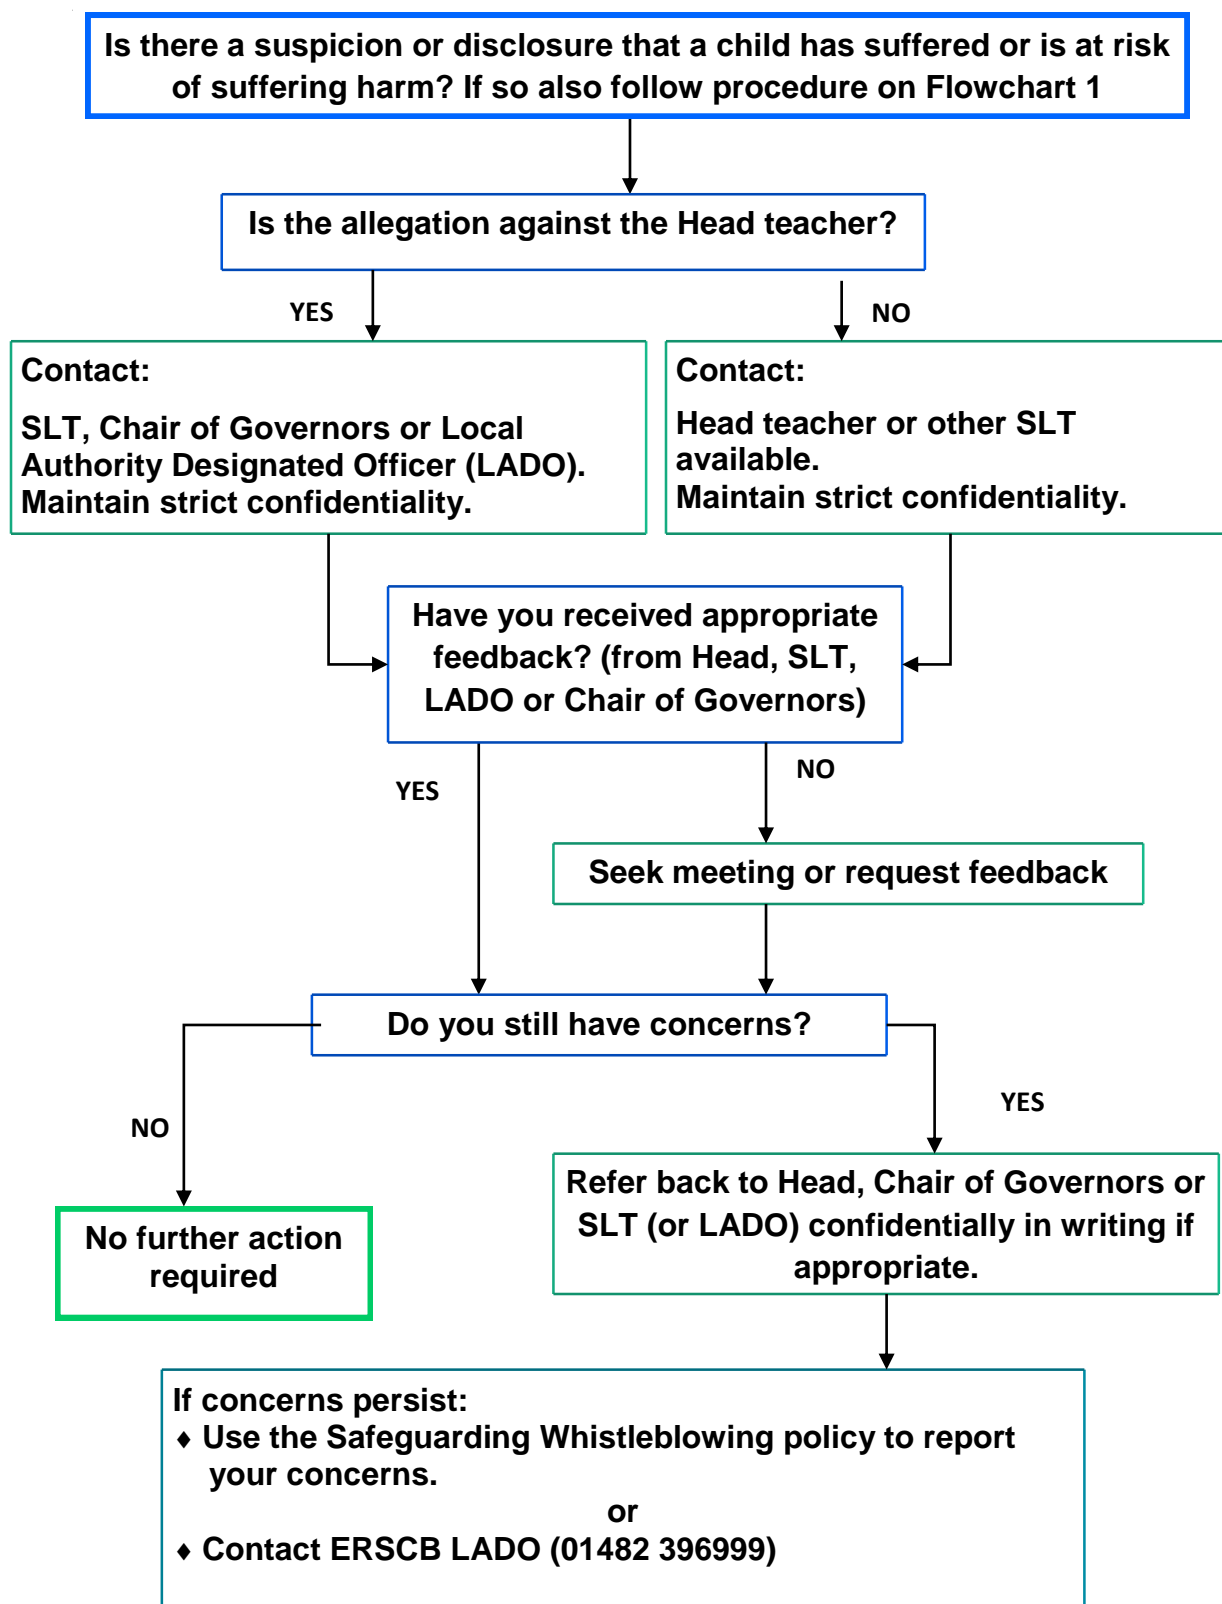 Is there a suspicion or disclosure that a child has suffered or is at risk
of suffering harm? If so also follow procedure on Flowchart 1
Is the allegation against the Head teacher?
YES
NO
Contact:
SLT, Chair of Governors or Local
Authority Designated Officer (LADO).
Maintain strict confidentiality.
Contact:
Head teacher or other SLT
available.
Maintain strict confidentiality.
Have you received appropriate
feedback? (from Head, SLT,
LADO or Chair of Governors)
YES
NO
Seek meeting or request feedback
Do you still have concerns?
NO
YES
No further action
required
Refer back to Head, Chair of Governors or
SLT (or LADO) confidentially in writing if
appropriate.
If concerns persist:
♦ Use the Safeguarding Whistleblowing policy to report
your concerns.
or
♦ Contact ERSCB LADO (01482 396999)